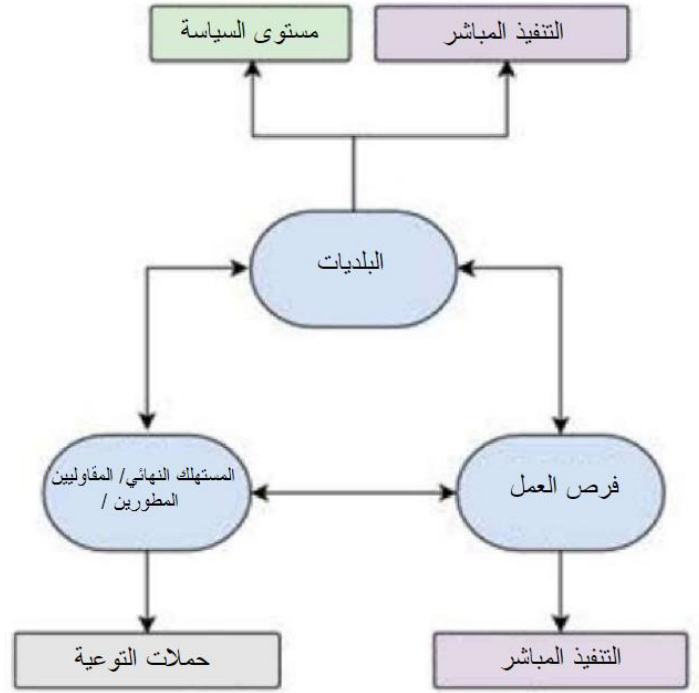 مستوى السياسة
التنفيذ المباشر
البلديات
المستهلك النهائي/ المقاوليين
المطورين /
فرص العمل
حملات التوعية
التنفيذ المباشر